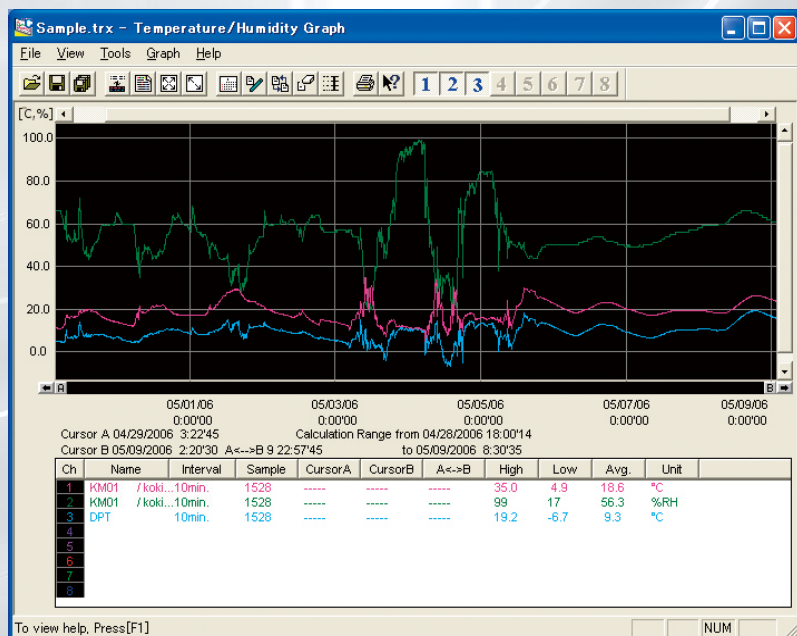 Sample.trx - Temperature/Humidity Graph
File View Tools Graph Help
1 2 3 4 5 6 7 8
[℃,%]
100.0
80.0
60.0
40.0
20.0
0.0
A B
05/01/06 05/03/06 05/05/06 05/07/06 05/09/06
0:00'00 0:00'00 0:00'00 0:00'00 0:00'00
Cursor A 04/29/2006 3:22'45 Calculation Range from 04/28/2006 18:00'14
Cursor B 05/09/2006 2:20'30 A<-->B 9 22:57'45 to 05/09/2006 8:30'35
Ch Name Interval Sample CursorA CursorB A<->B High Low Avg. Unit
1 KM01 / koki...10min. 1528 ----- ----- ----- 35.0 4.9 18.6 ℃
2 KM01 / koki...10min. 1528 ----- ----- ----- 99 17 56.3 %RH
3 DPT 10min. 1528 ----- ----- ----- 19.2 -6.7 9.3 ℃
4
5
6
7
8
To view help, Press[F1] NUM